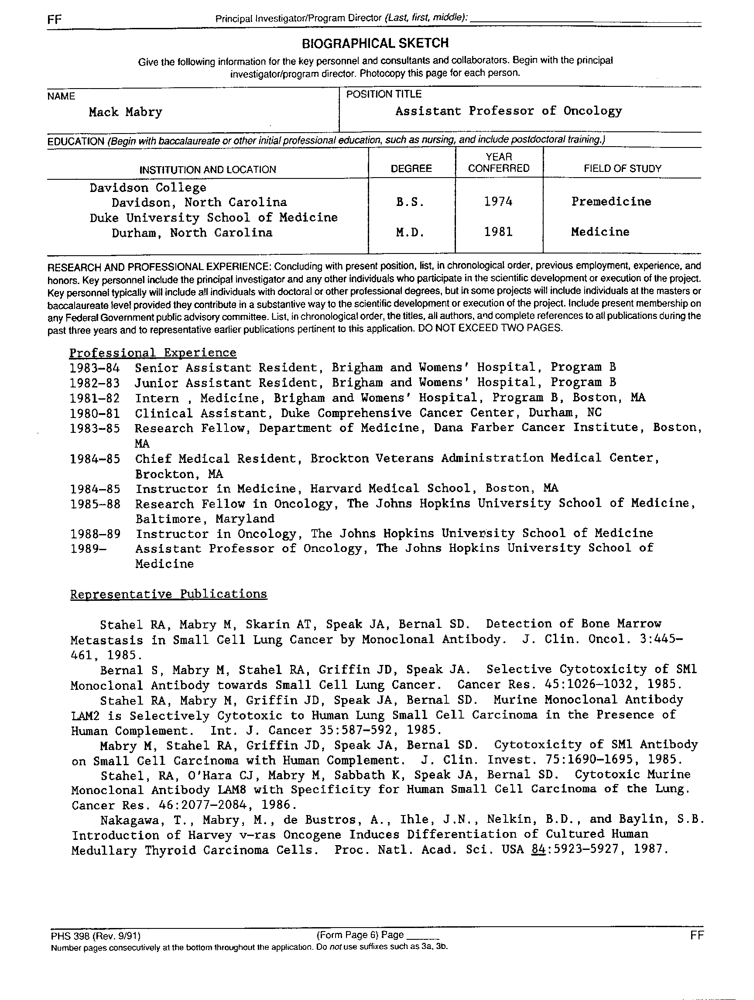 FF
Principal Investigator/Program Director (Last, first, middle):
BIOGRAPHICAL SKETCH
Give the following information for the key personnel and consultants and collaborators. Begin with the principal
investigator/program director. Photocopy this page for each person.
NAME
Mack Mabry
POSITION TITLE
Assistant Professor of Oncology
EDUCATION (Begin with baccalaureate or other initial professional education, such as nursing, and include postdoctoral training.)
INSTITUTION AND LOCATION DEGREE YEAR CONFERRED FIELD OF STUDY
Davidson College
Davidson, North Carolina B.S. 1974 Premedicine
Duke University School of Medicine
Durham, North Carolina M.D. 1981 Medicine
RESEARCH AND PROFESSIONAL EXPERIENCE: Concluding with present position, list, in chronological order, previous employment, experience, and
honors. Key personnel include the principal investigator and any other individuals who participate in the scientific development or execution of the project.
Key personnel typically will include all individuals with doctoral or other professional degrees, but in some projects will include individuals at the masters or
baccalaureate level provided they contribute in a substantive way to the scientific development or execution of the project. Include present membership on
any Federal Government public advisory committee. List, in chronological order, the titles, all authors, and complete references to all publications during the
past three years and to representative earlier publications pertinent to this application. DO NOT EXCEED TWO PAGES.
Professional Experience
1983-84 Senior Assistant Resident, Brigham and Womens' Hospital, Program B
1982-83 Junior Assistant Resident, Brigham and Womens' Hospital, Program B
1981-82 Intern , Medicine, Brigham and Womens' Hospital, Program B, Boston, MA
1980-81 Clinical Assistant, Duke Comprehensive Cancer Center, Durham, NC
1983-85 Research Fellow, Department of Medicine, Dana Farber Cancer Institute, Boston,
MA
1984-85 Chief Medical Resident, Brockton Veterans Administration Medical Center,
Brockton, MA
1984-85 Instructor in Medicine, Harvard Medical School, Boston, MA
1985-88 Research Fellow in Oncology, The Johns Hopkins University School of Medicine,
Baltimore, Maryland
1988-89 Instructor in Oncology, The Johns Hopkins University School of Medicine
1989- Assistant Professor of Oncology, The Johns Hopkins University School of
Medicine
Representative Publications
Stahel RA, Mabry M, Skarin AT, Speak JA, Bernal SD. Detection of Bone Marrow
Metastasis in Small Cell Lung Cancer by Monoclonal Antibody. J. Clin. Oncol. 3:445-
461, 1985.
Bernal S, Mabry M, Stahel RA, Griffin JD, Speak JA. Selective Cytotoxicity of SM1
Monoclonal Antibody towards Small Cell Lung Cancer. Cancer Res. 45:1026-1032, 1985.
Stahel RA, Mabry M, Griffin JD, Speak JA, Bernal SD. Murine Monoclonal Antibody
LAM2 is Selectively Cytotoxic to Human Lung Small Cell Carcinoma in the Presence of
Human Complement. Int. J. Cancer 35:587-592, 1985.
Mabry M, Stahel RA, Griffin JD, Speak JA, Bernal SD. Cytotoxicity of SM1 Antibody
on Small Cell Carcinoma with Human Complement. J. Clin. Invest. 75:1690-1695, 1985.
Stahel, RA, O'Hara CJ, Mabry M, Sabbath K, Speak JA, Bernal SD. Cytotoxic Murine
Monoclonal Antibody LAM8 with Specificity for Human Small Cell Carcinoma of the Lung.
Cancer Res. 46:2077-2084, 1986.
Nakagawa, T., Mabry, M., de Bustros, A., Ihle, J.N., Nelkin, B.D., and Baylin, S.B.
Introduction of Harvey v-ras Oncogene Induces Differentiation of Cultured Human
Medullary Thyroid Carcinoma Cells. Proc. Natl. Acad. Sci. USA 84:5923-5927, 1987.
PHS 398 (Rev. 9/91) (Form Page 6) Page FF
Number pages consecutively at the bottom throughout the application. Do not use suffixes such as 3a, 3b.